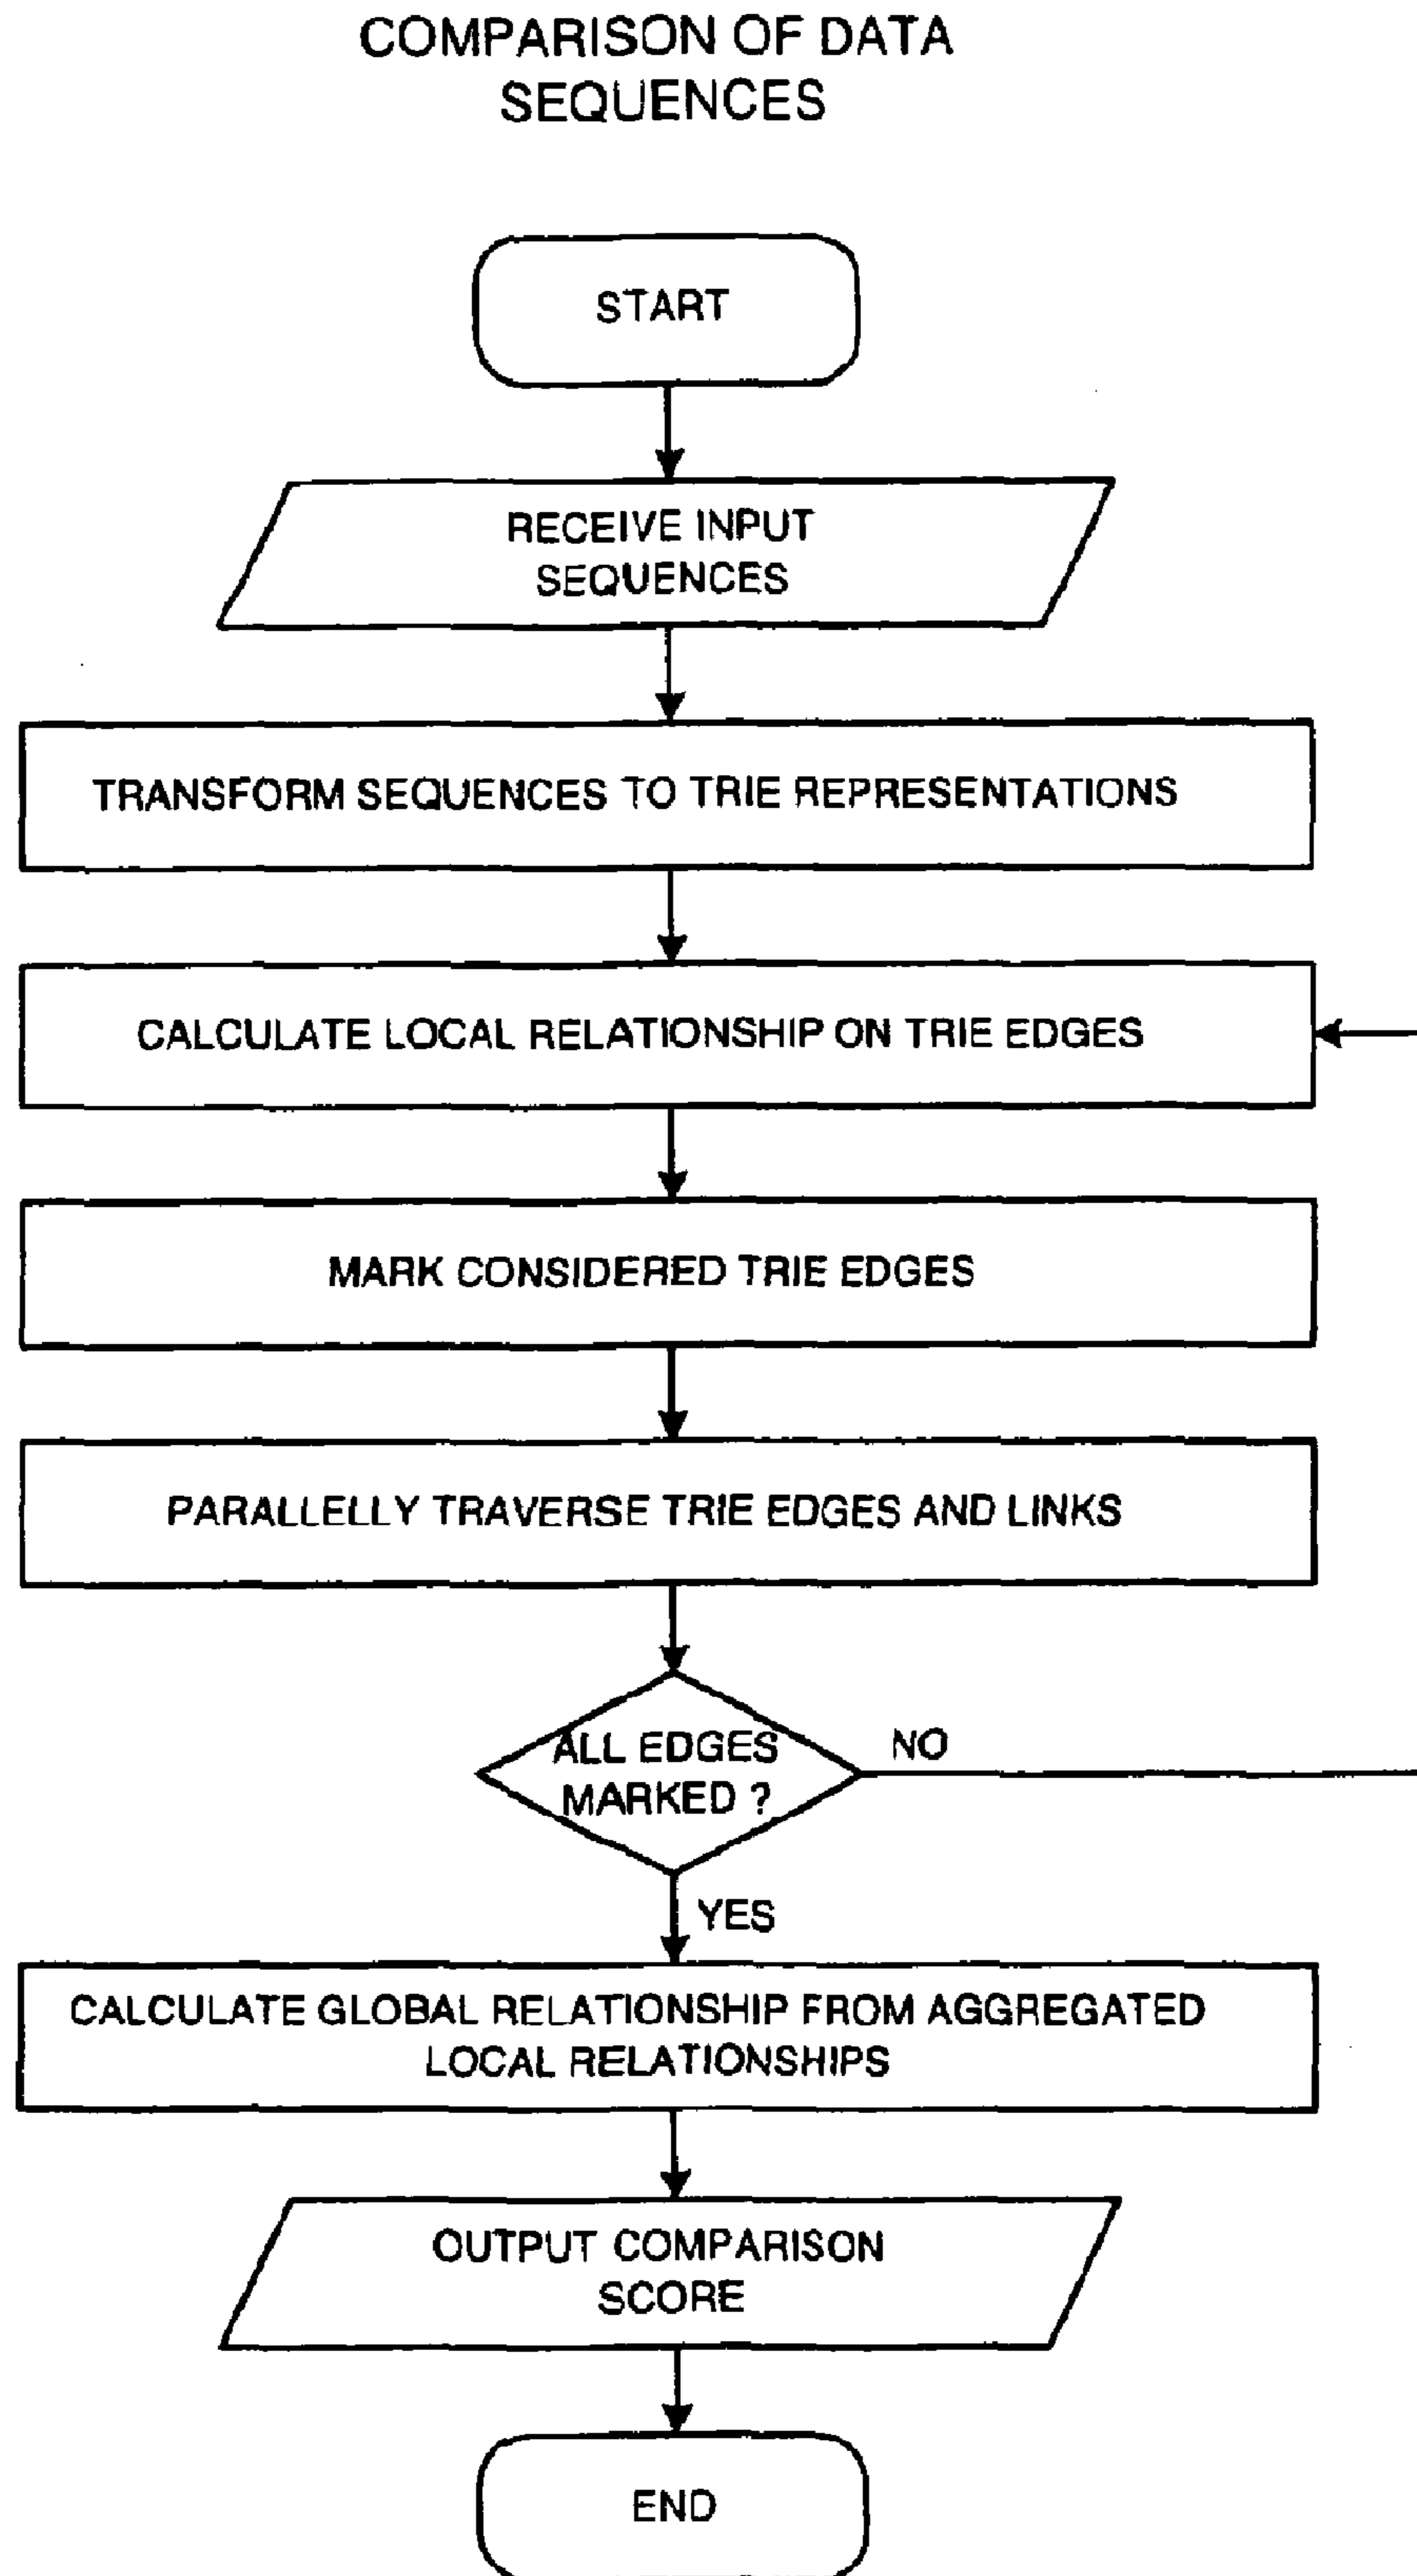 COMPARISON OF DATA
SEQUENCES
START
RECEIVE INPUT
SEQUENCES
TRANSFORM SEQUENCES TO TRIE REPRESENTATIONS
CALCULATE LOCAL RELATIONSHIP ON TRIE EDGES
MARK CONSIDERED TRIE EDGES
PARALLELLY TRAVERSE TRIE EDGES AND LINKS
ALL EDGES
MARKED ?
NO
YES
CALCULATE GLOBAL RELATIONSHIP FROM AGGREGATED
LOCAL RELATIONSHIPS
OUTPUT COMPARISON
SCORE
END